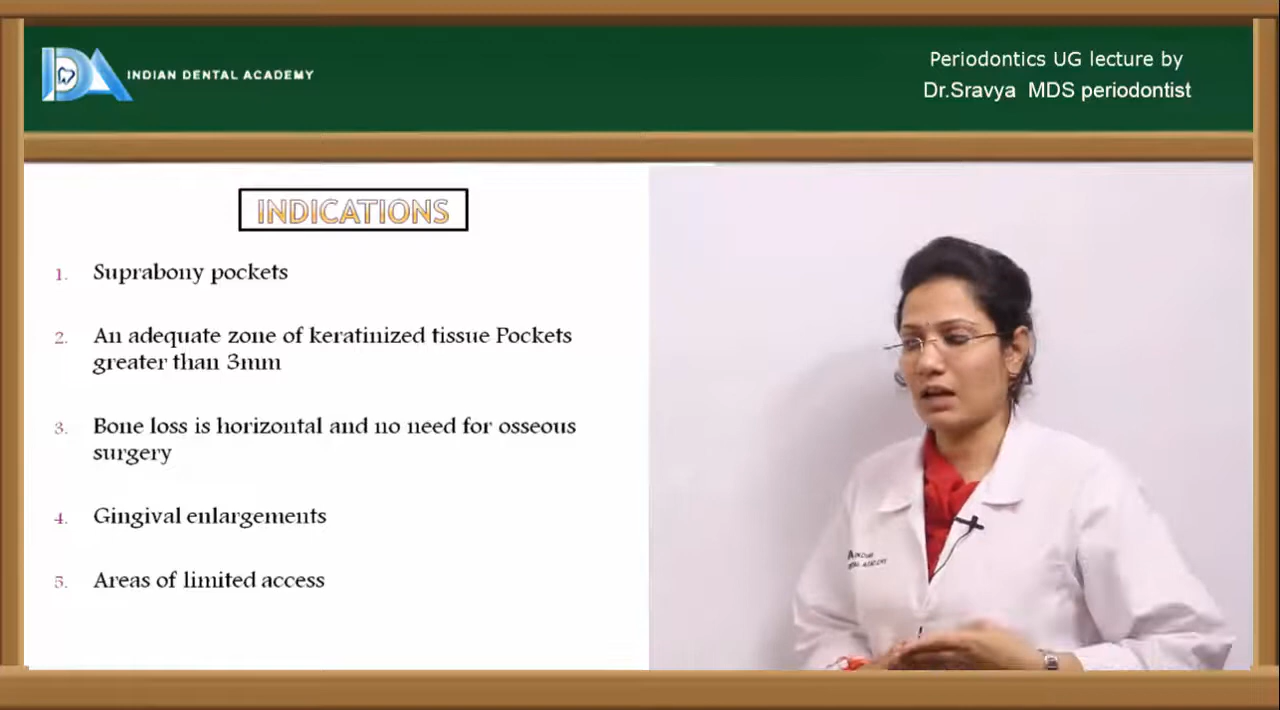 INDIAN DENTAL ACADEMY
Periodontics UG lecture by
Dr.Sravya MDS periodontist
INDICATIONS
1. Suprabony pockets
2. An adequate zone of keratinized tissue Pockets
greater than 3mm
3. Bone loss is horizontal and no need for osseous
surgery
4. Gingival enlargements
5. Areas of limited access